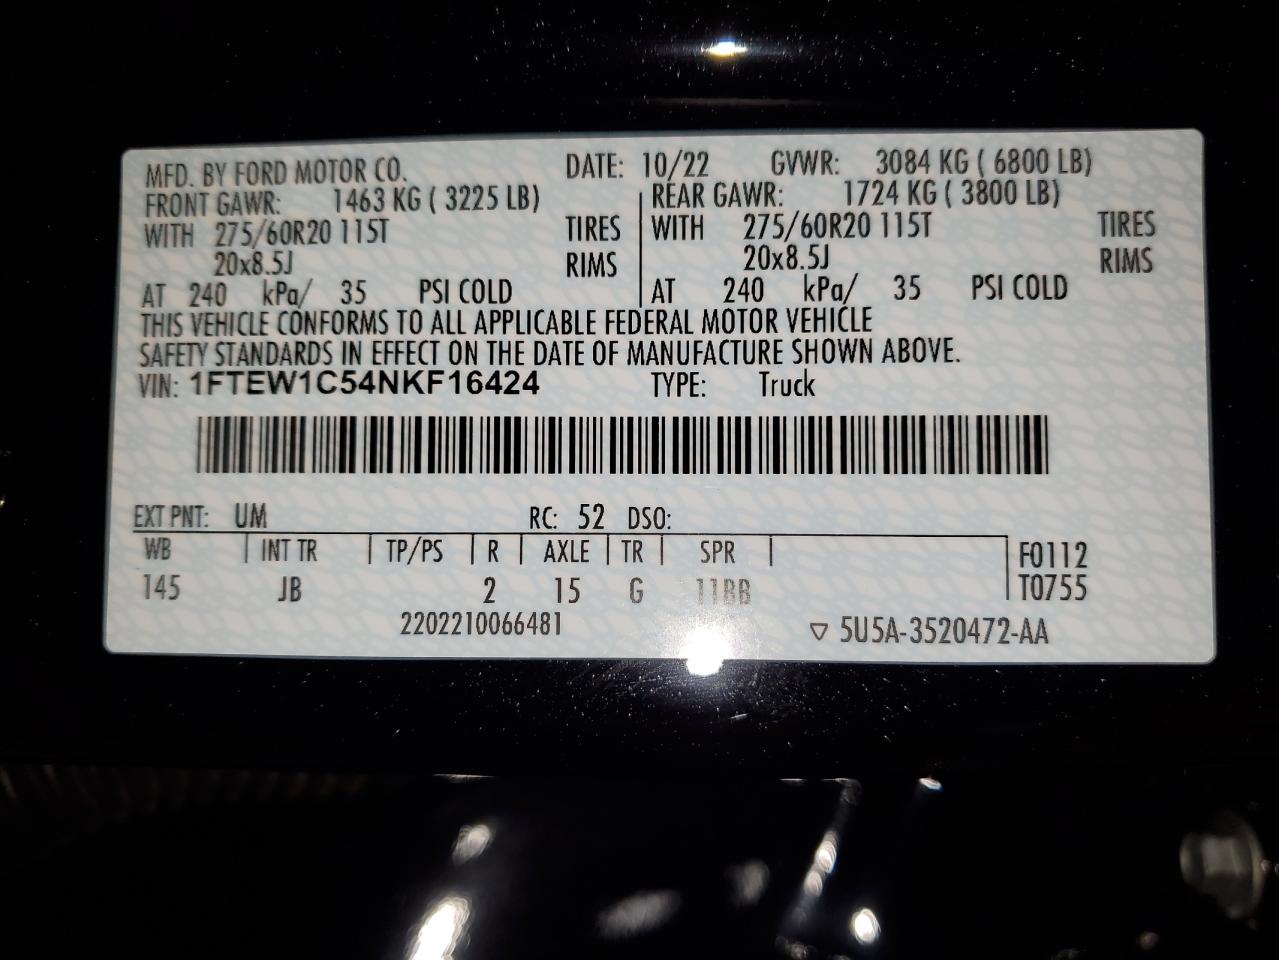 MFD. BY FORD MOTOR CO. DATE: 10/22 GVWR: 3084 KG ( 6800 LB)
FRONT GAWR: 1463 KG ( 3225 LB) REAR GAWR: 1724 KG ( 3800 LB)
WITH 275/60R20 115T TIRES WITH 275/60R20 115T TIRES
20x8.5J RIMS 20x8.5J RIMS
AT 240 kPa/ 35 PSI COLD AT 240 kPa/ 35 PSI COLD
THIS VEHICLE CONFORMS TO ALL APPLICABLE FEDERAL MOTOR VEHICLE
SAFETY STANDARDS IN EFFECT ON THE DATE OF MANUFACTURE SHOWN ABOVE.
VIN: 1FTEW1C54NKF16424 TYPE: Truck
EXT PNT: UM RC: 52 DSO:
WB INT TR TP/PS R AXLE TR SPR F0112
145 JB 2 15 G 11BB T0755
2202210066481 ▽ 5U5A-3520472-AA